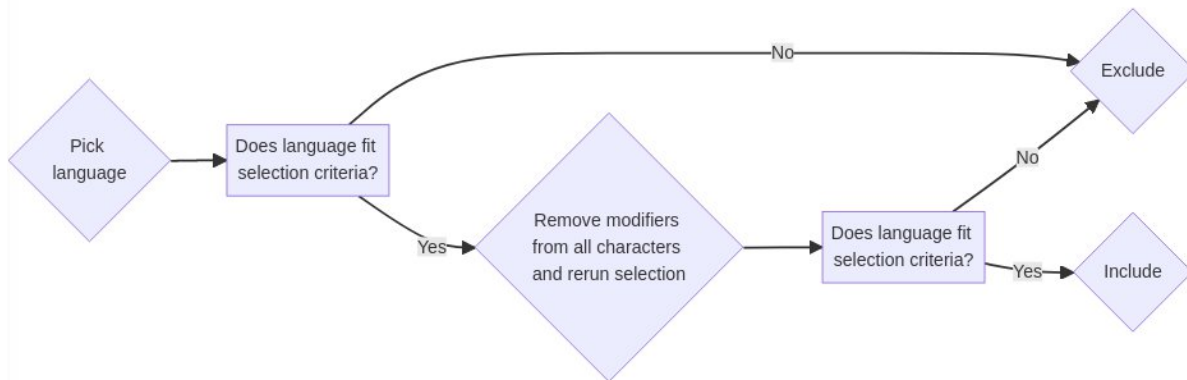 Pick
language
Does language fit
selection criteria?
No
Yes
Remove modifiers
from all characters
and rerun selection
Does language fit
selection criteria?
No
Yes
Exclude
Include